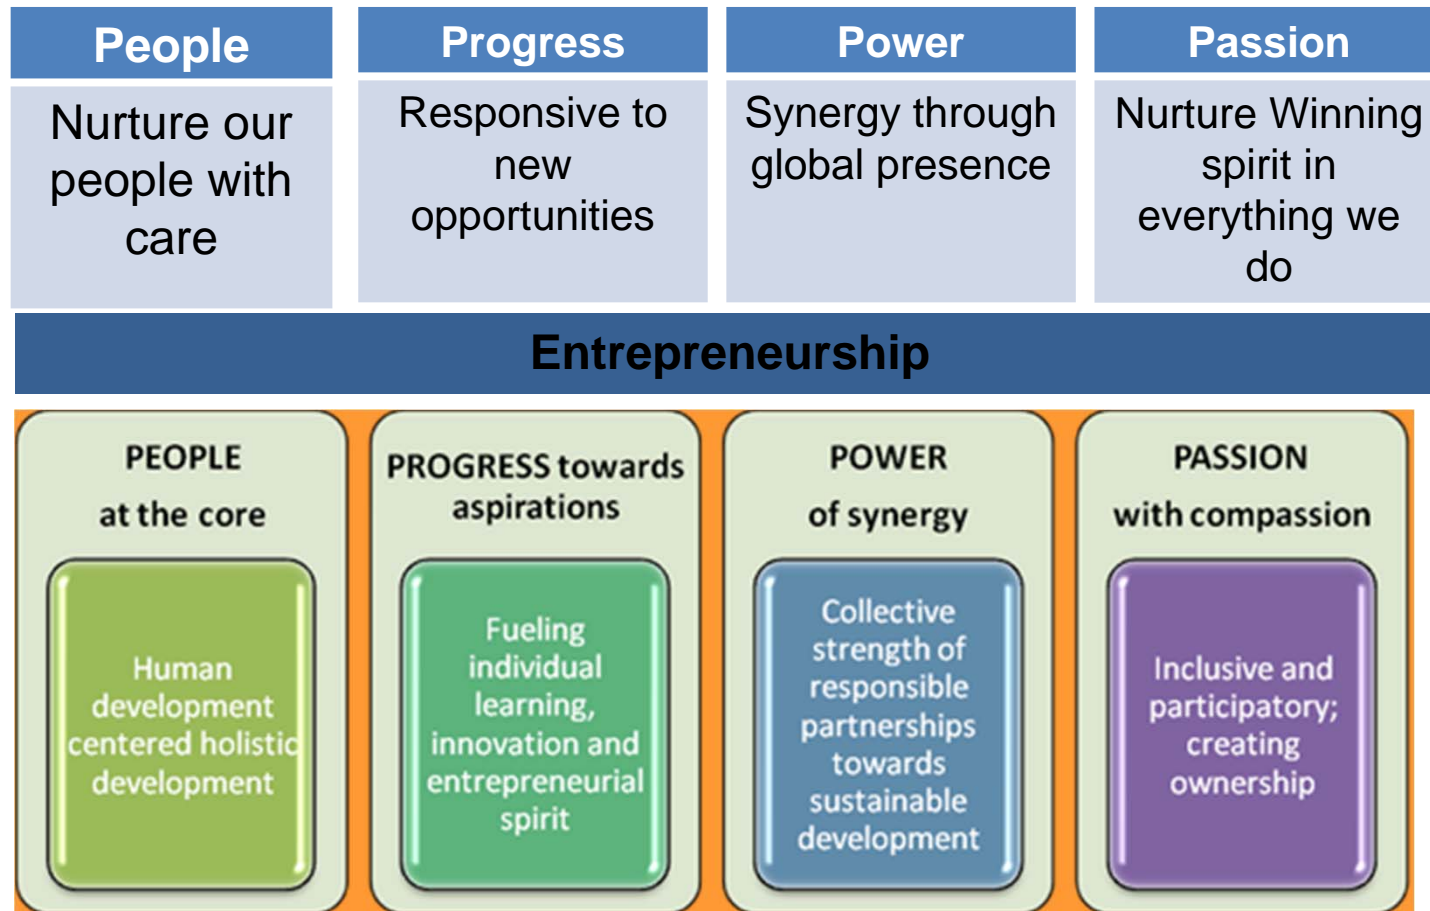 People
Nurture our
people with
care
Progress
Responsive to
new
opportunities
Power
Synergy through
global presence
Passion
Nurture Winning
spirit in
everything we
do
Entrepreneurship
PEOPLE
at the core
Human
development
centered holistic
development
PROGRESS towards
aspirations
Fueling
individual
learning,
innovation and
entrepreneurial
spirit
POWER
of synergy
Collective
strength of
responsible
partnerships
towards
sustainable
development
PASSION
with compassion
Inclusive and
participatory;
creating
ownership